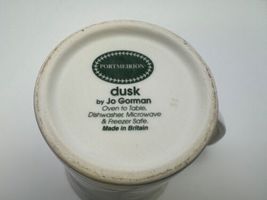 PORTMEIRION
dusk
by Jo Gorman
Oven to Table,
Dishwasher, Microwave
& Freezer Safe.
Made in Britain